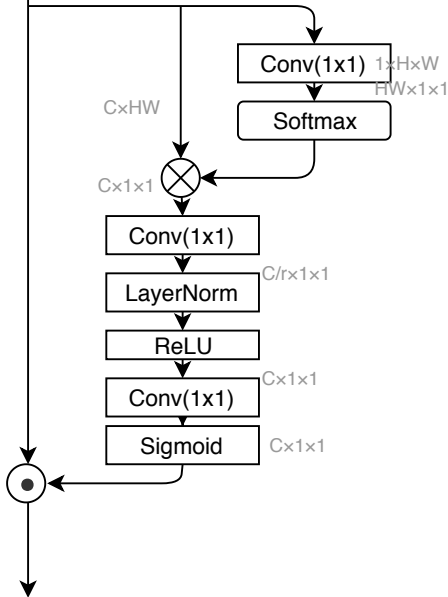 Conv(1x1)
1×H×W
HW×1×1
Softmax
C×HW
C×1×1
Conv(1x1)
C/r×1×1
LayerNorm
ReLU
C×1×1
Conv(1x1)
Sigmoid
C×1×1